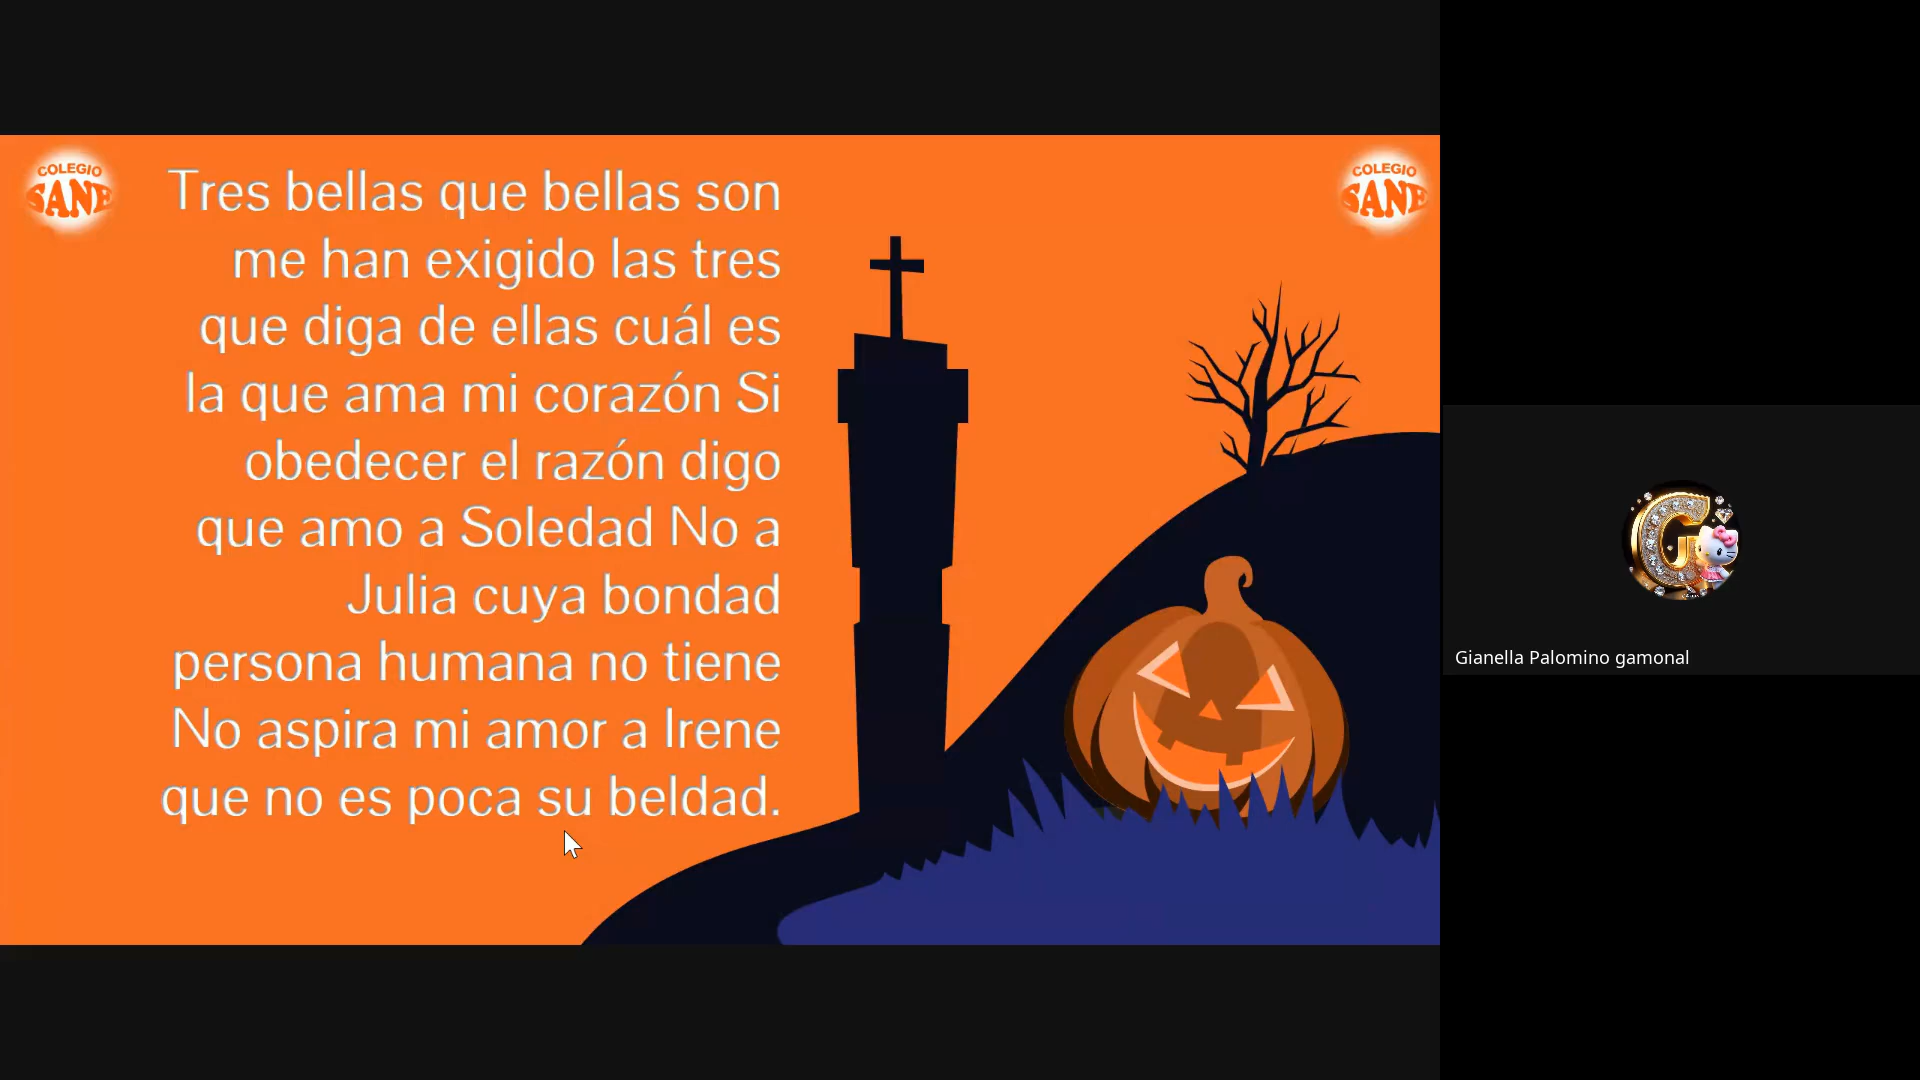 COLEGIO
SANE
COLEGIO
SANE
Tres bellas que bellas son
me han exigido las tres
que diga de ellas cuál es
la que ama mi corazón Si
obedecer el razón digo
que amo a Soledad No a
Julia cuya bondad
persona humana no tiene
No aspira mi amor a Irene
que no es poca su beldad.
Gianella Palomino gamonal